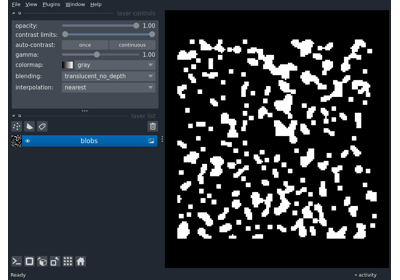 File View Plugins Window Help
layer controls
opacity: 1.00
contrast limits:
auto-contrast: once continuous
gamma: 1.00
colormap: gray
blending: translucent_no_depth
interpolation: nearest
layer list
blobs
Ready activity